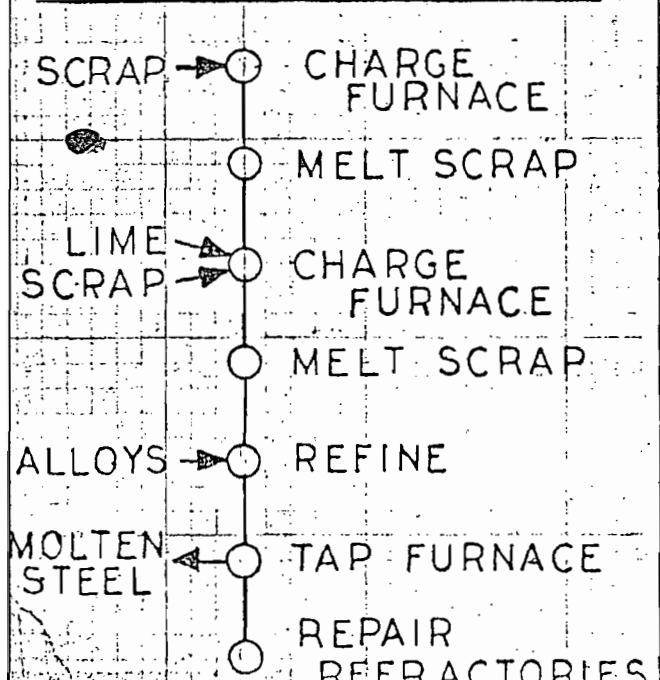 SCRAP CHARGE
FURNACE
MELT SCRAP
LIME
SCRAP CHARGE
FURNACE
MELT SCRAP
ALLOYS REFINE
MOLTEN
STEEL TAP FURNACE
REPAIR
REFRACTORIES